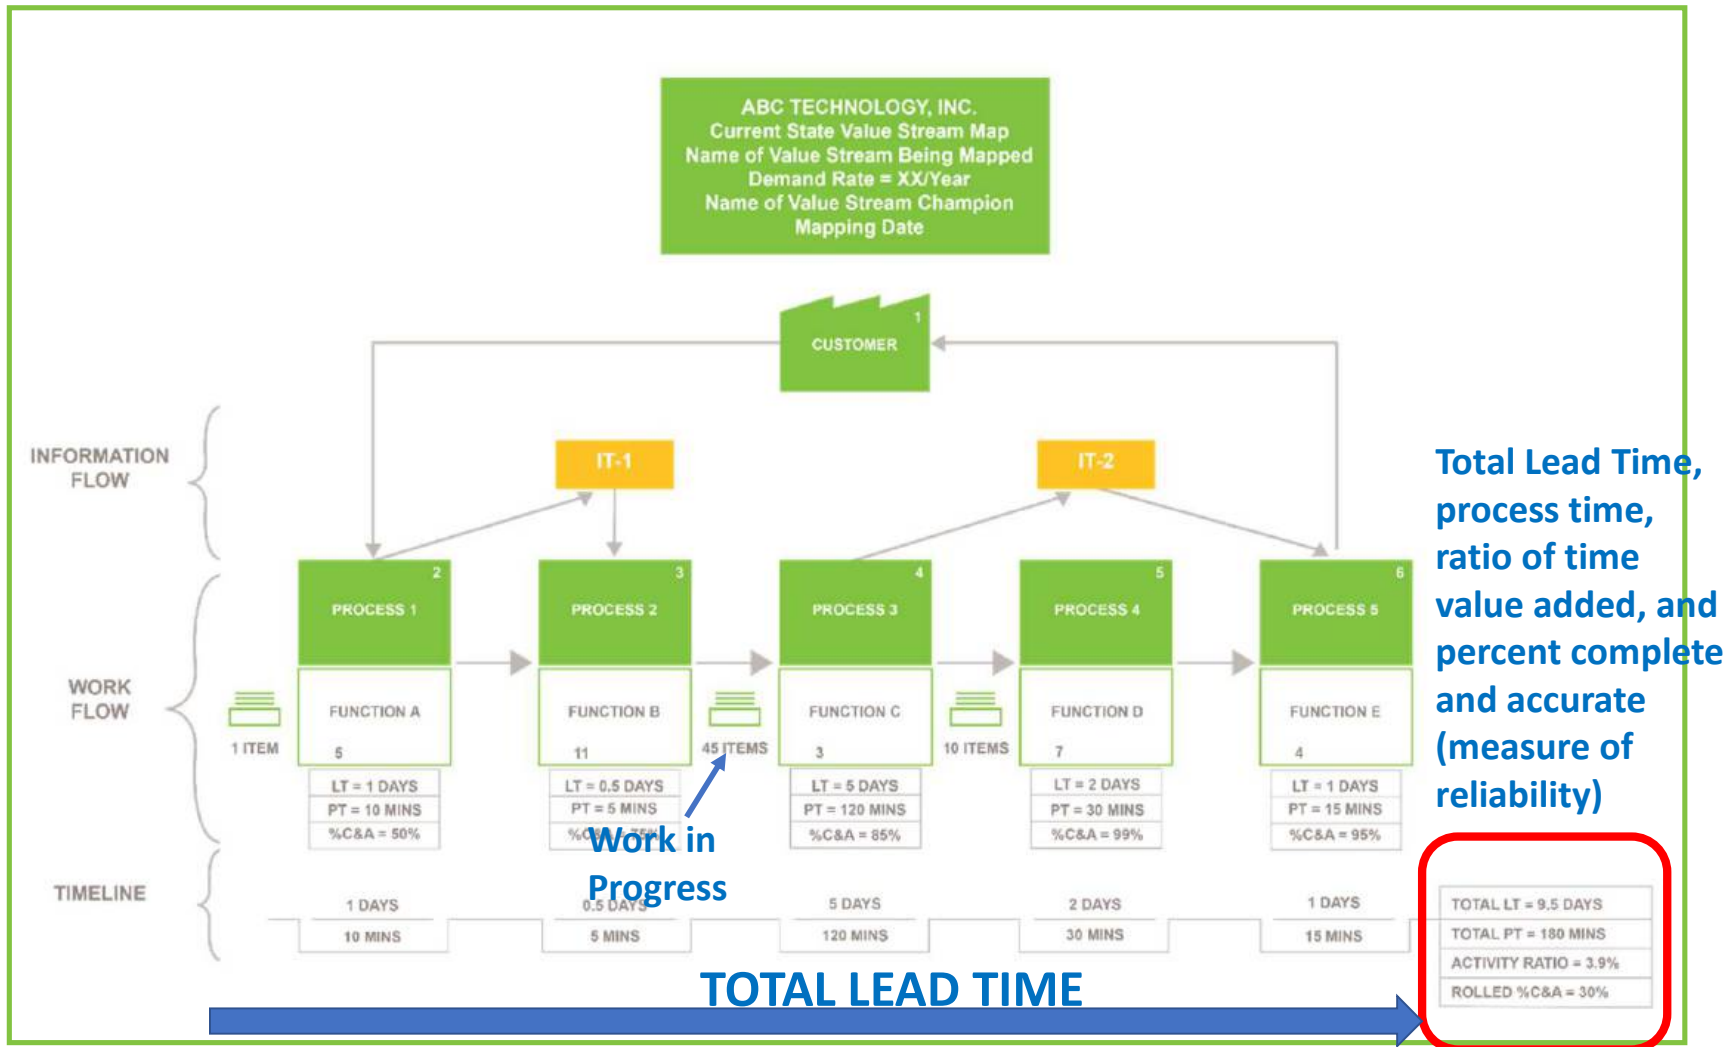 ABC TECHNOLOGY, INC.
Current State Value Stream Map
Name of Value Stream Being Mapped
Demand Rate = XX/Year
Name of Value Stream Champion
Mapping Date
1
CUSTOMER
INFORMATION
FLOW
IT-1
IT-2
Total Lead Time,
process time,
ratio of time
value added, and
percent complete
and accurate
(measure of
reliability)
2
PROCESS 1
3
PROCESS 2
4
PROCESS 3
5
PROCESS 4
6
PROCESS 5
WORK
FLOW
1 ITEM
FUNCTION A
5
FUNCTION B
11
45 ITEMS
FUNCTION C
3
10 ITEMS
FUNCTION D
7
FUNCTION E
4
LT = 1 DAYS
PT = 10 MINS
%C&A = 50%
LT = 0.5 DAYS
PT = 5 MINS
%C&A = 75%
LT = 5 DAYS
PT = 120 MINS
%C&A = 85%
LT = 2 DAYS
PT = 30 MINS
%C&A = 99%
LT = 1 DAYS
PT = 15 MINS
%C&A = 95%
Work in
Progress
TIMELINE
1 DAYS
10 MINS
0.5 DAYS
5 MINS
5 DAYS
120 MINS
2 DAYS
30 MINS
1 DAYS
15 MINS
TOTAL LT = 9.5 DAYS
TOTAL PT = 180 MINS
ACTIVITY RATIO = 3.9%
ROLLED %C&A = 30%
TOTAL LEAD TIME